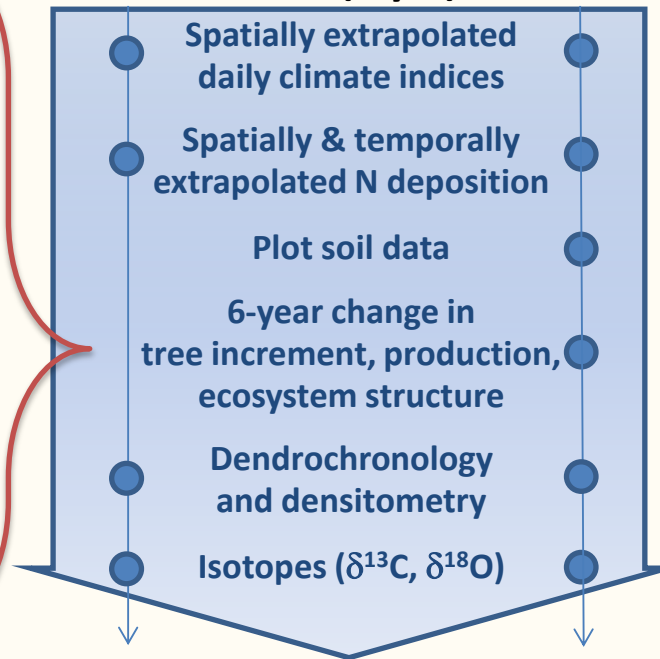 Spatially extrapolated
daily climate indices
Spatially & temporally
extrapolated N deposition
Plot soil data
6-year change in
tree increment, production,
ecosystem structure
Dendrochronology
and densitometry
Isotopes (δ¹³C, δ¹⁸O)